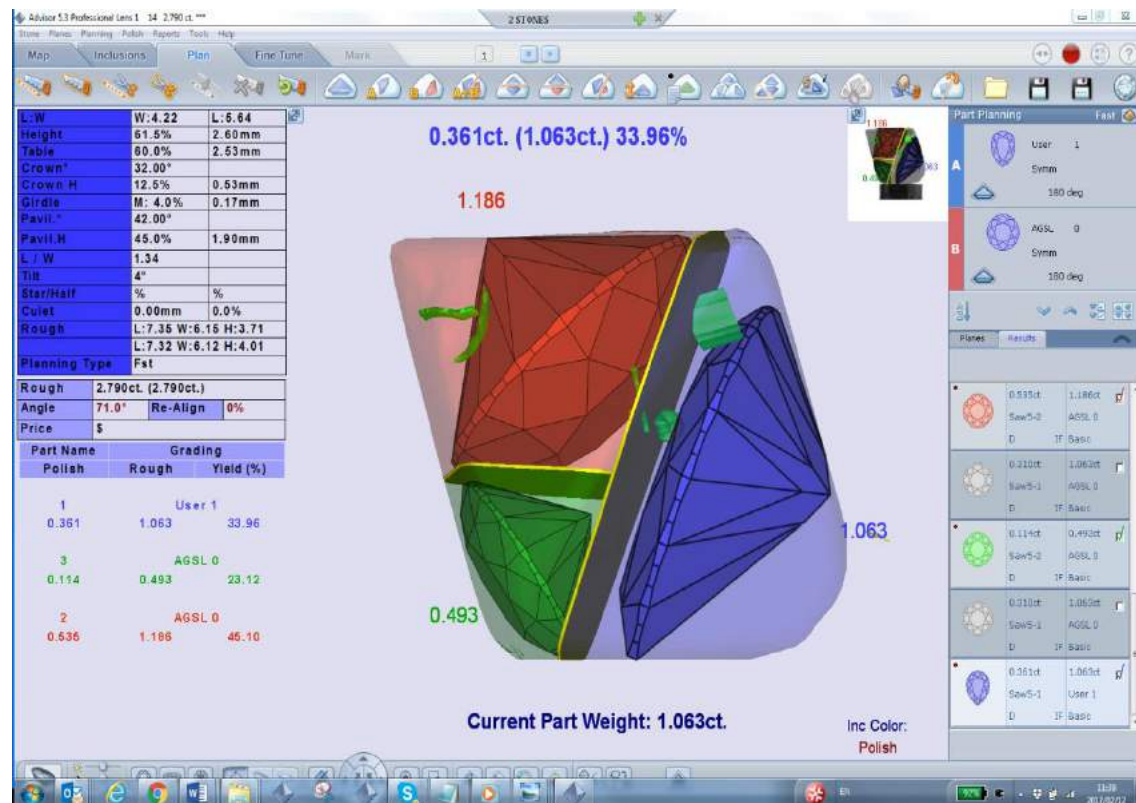 Advisor 5.3 Professional Lens 1 14 2.790 ct. ***
2 STONES
Stone Planes Planning Polish Reports Tools Help
Map Inclusions Plan Fine Tune Mark
1
L:W W:4.22 L:5.64
Height 61.5% 2.60mm
Table 60.0% 2.53mm
Crown° 32.00°
Crown H 12.5% 0.53mm
Girdle M: 4.0% 0.17mm
Pavil.° 42.00°
Pavil.H 45.0% 1.90mm
L / W 1.34
Tilt 4°
Star/Half % %
Culet 0.00mm 0.0%
Rough L:7.35 W:6.15 H:3.71
L:7.32 W:6.12 H:4.01
Planning Type Fst
Rough 2.790ct. (2.790ct.)
Angle 71.0° Re-Align 0%
Price $
Part Name Grading
Polish Rough Yield (%)
1 User 1
0.361 1.063 33.96
3 AGSL 0
0.114 0.493 23.12
2 AGSL 0
0.535 1.186 45.10
0.361ct. (1.063ct.) 33.96%
1.186
1.063
0.493
Current Part Weight: 1.063ct.
Inc Color:
Polish
1.186
1.063
Part Planning Fast
A
User 1
Symm
180 deg
B
AGSL 0
Symm
180 deg
Planes Results
0.535ct 1.186ct
Saw5-2 AGSL 0
D IF Basic
0.310ct 1.063ct
Saw5-1 AGSL 0
D IF Basic
0.114ct 0.493ct
Saw5-2 AGSL 0
D IF Basic
0.310ct 1.063ct
Saw5-1 AGSL 0
D IF Basic
0.361ct 1.063ct
Saw5-1 User 1
D IF Basic
EN
92%
11:38